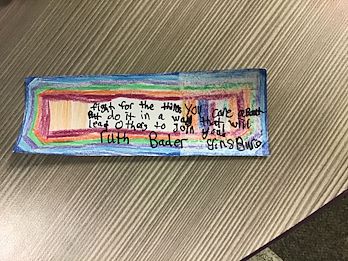 fight for the things you care about
But do it in a way that will
lead Others to join you
Ruth Bader Ginsburg